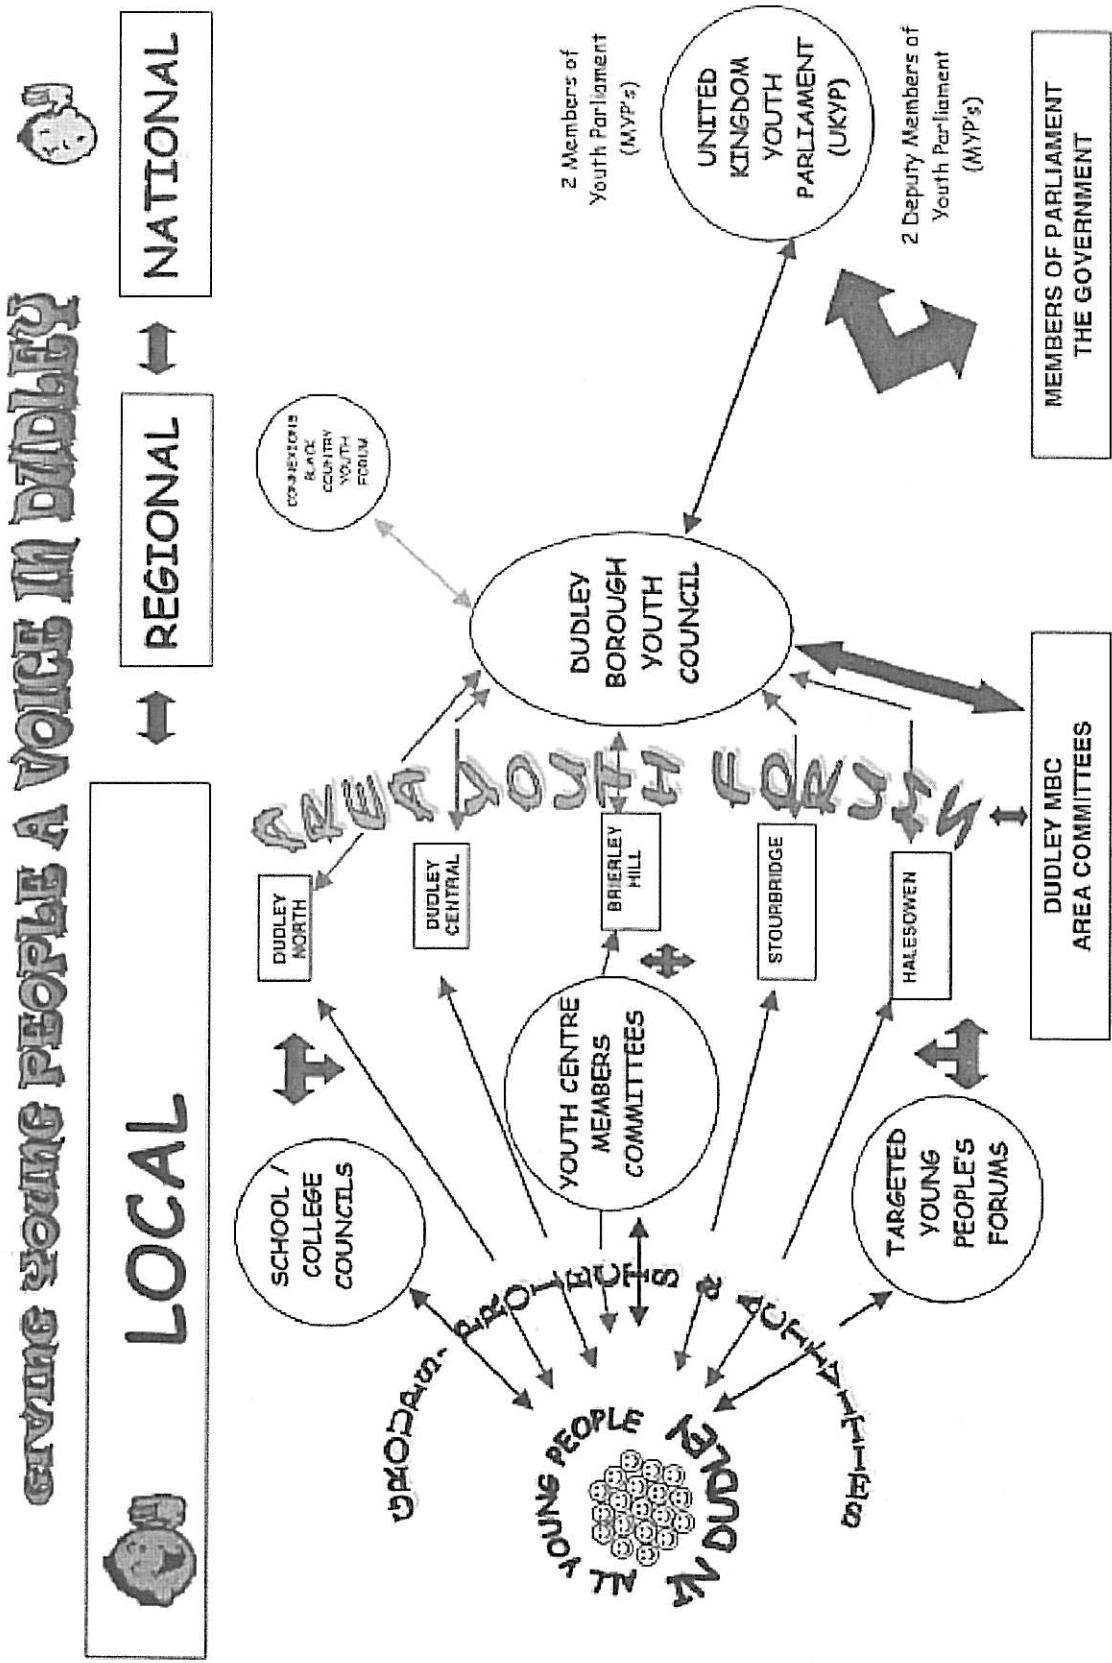 GIVING YOUNG PEOPLE A VOICE IN DUDLEY
LOCAL
REGIONAL
NATIONAL
SCHOOL /
COLLEGE
COUNCILS
DUDLEY
NORTH
DUDLEY
CENTRAL
AREA YOUTH FORUMS
CONNEXIONS
BLACK
COUNTRY
YOUTH
FORUM
2 Members of
Youth Parliament
(MYP's)
GROUPS, PROJECTS & ACTIVITIES
ALL YOUNG PEOPLE
IN DUDLEY
YOUTH CENTRE
MEMBERS
COMMITTEES
BRIERLEY
HILL
DUDLEY
BOROUGH
YOUTH
COUNCIL
UNITED
KINGDOM
YOUTH
PARLIAMENT
(UKYP)
STOURBRIDGE
TARGETED
YOUNG
PEOPLE'S
FORUMS
HALESOWEN
2 Deputy Members of
Youth Parliament
(MYP's)
DUDLEY MBC
AREA COMMITTEES
MEMBERS OF PARLIAMENT
THE GOVERNMENT